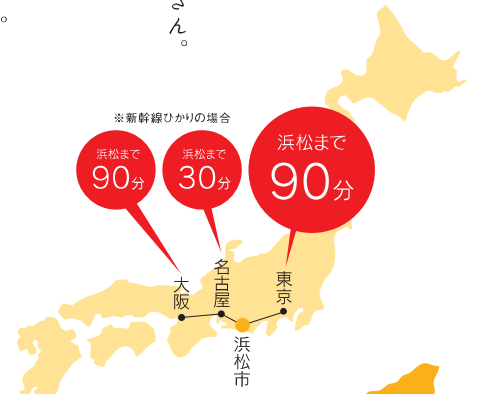 さん。
。
※新幹線ひかりの場合
浜松まで
90分
浜松まで
30分
浜松まで
90分
大阪
名古屋
東京
浜松市